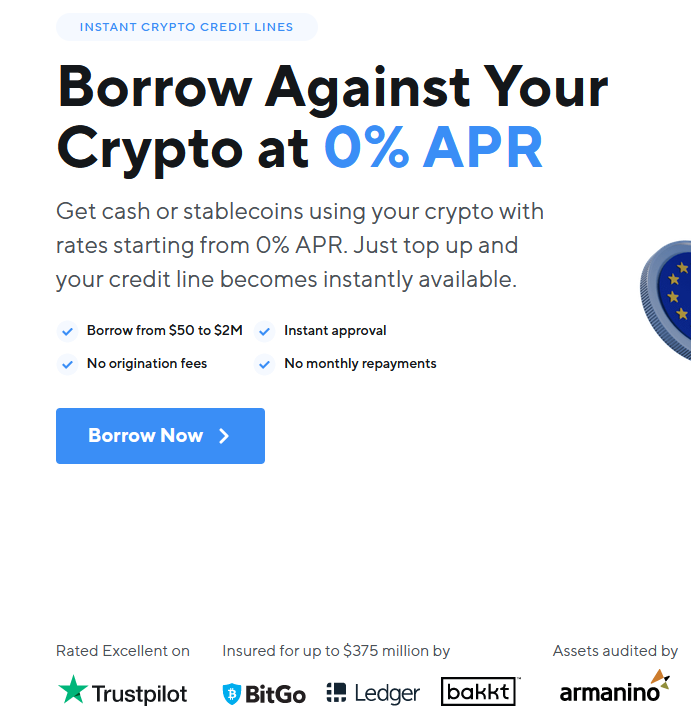 INSTANT CRYPTO CREDIT LINES
Borrow Against Your
Crypto at 0% APR
Get cash or stablecoins using your crypto with
rates starting from 0% APR. Just top up and
your credit line becomes instantly available.
Borrow from $50 to $2M
Instant approval
No origination fees
No monthly repayments
Borrow Now
Rated Excellent on
Insured for up to $375 million by
Assets audited by
Trustpilot
BitGo
Ledger
bakkt™
armanino